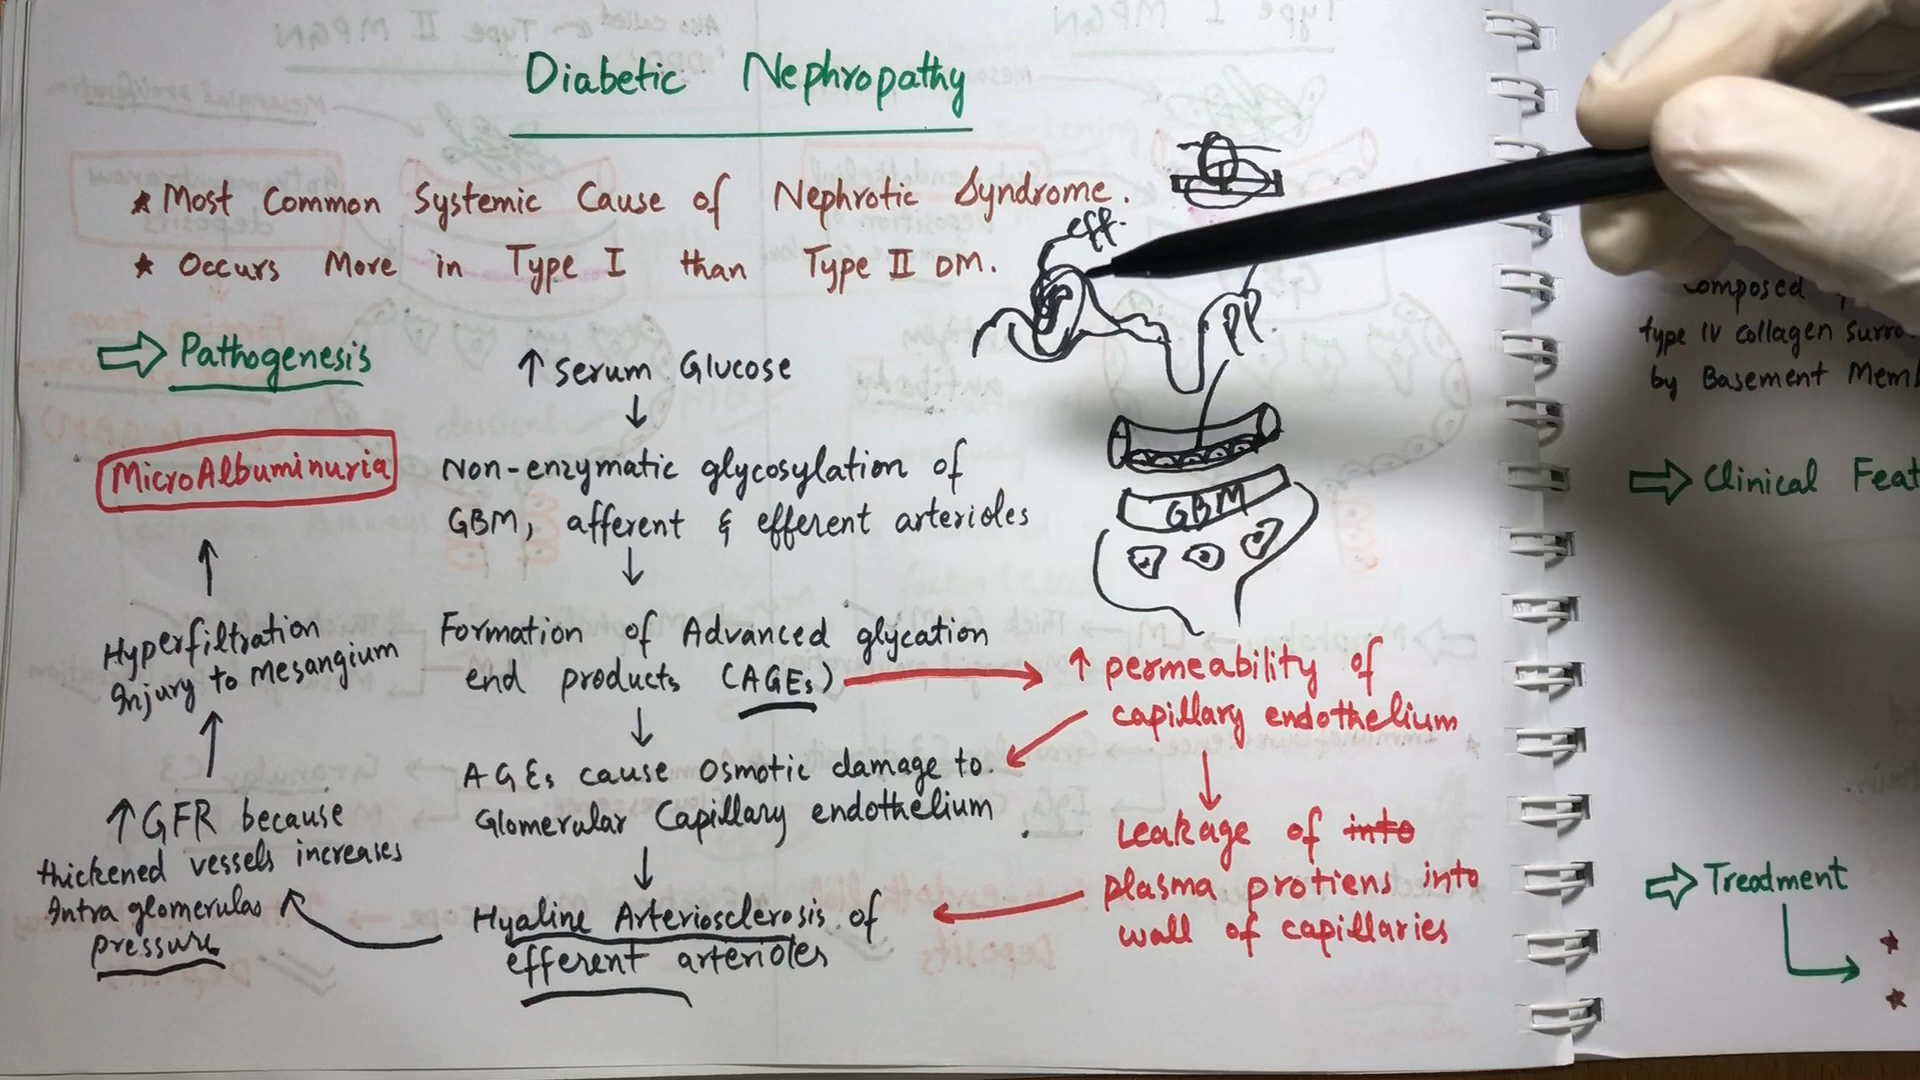 Diabetic Nephropathy
★ Most Common Systemic Cause of Nephrotic Syndrome.
★ Occurs More in Type I than Type II DM.
eff.
⇒ Pathogenesis
↑ serum Glucose
MicroAlbuminuria
Non-enzymatic glycosylation of
GBM, afferent & efferent arterioles
GBM
Formation of Advanced glycation
end products (AGEs)
↑ permeability of
capillary endothelium
Hyperfiltration
Injury to Mesangium
AGEs cause Osmotic damage to
Glomerular Capillary endothelium
Leakage of into
plasma protiens into
wall of capillaries
↑ GFR because
thickened vessels increases
Intra glomerular
pressure
Hyaline Arteriosclerosis of
efferent arterioles
composed
type IV collagen
by Basement
⇒ Clinical
⇒ Treatment
★
★